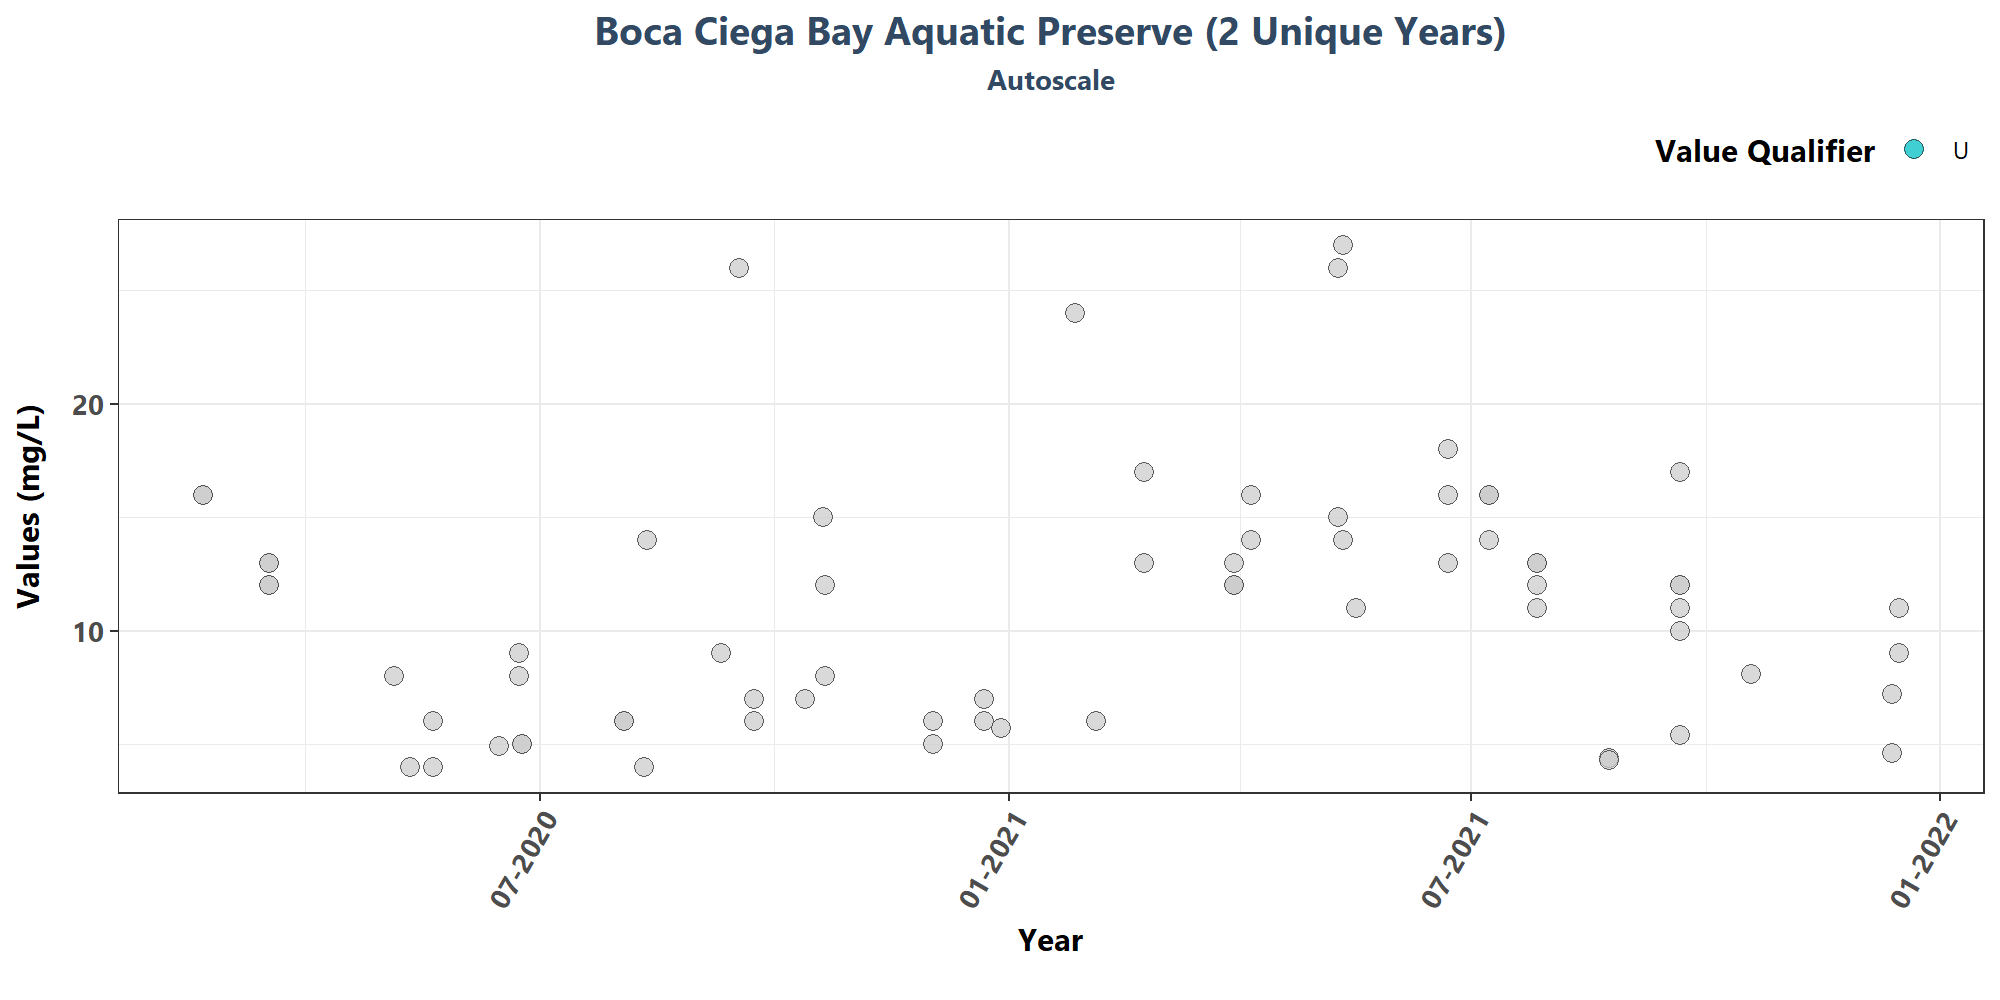 Boca Ciega Bay Aquatic Preserve (2 Unique Years)
Autoscale
Value Qualifier U
Values (mg/L)
20
10
07-2020
01-2021
07-2021
01-2022
Year